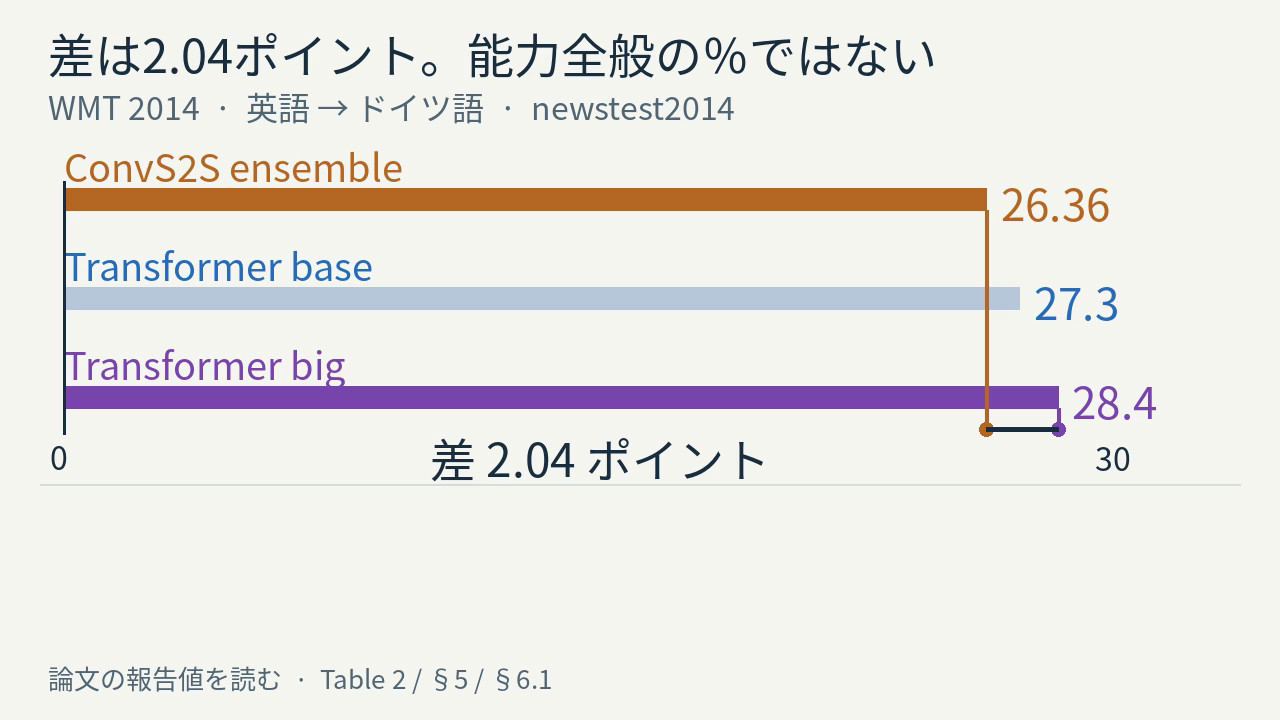 差は2.04ポイント。能力全般の%ではない
WMT 2014 · 英語 → ドイツ語 · newstest2014
ConvS2S ensemble
26.36
Transformer base
27.3
Transformer big
28.4
0
差 2.04 ポイント
30
論文の報告値を読む · Table 2 / §5 / §6.1